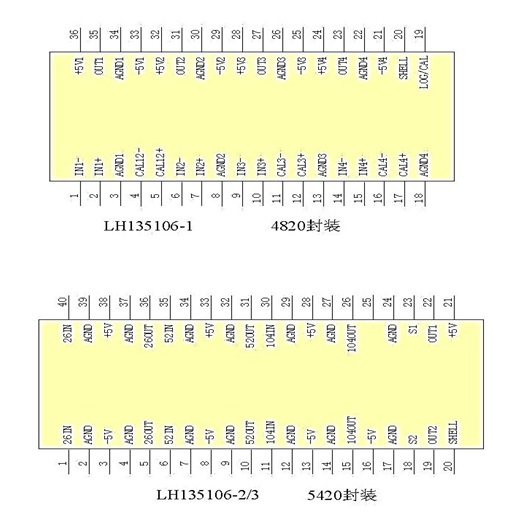 36 35 34 33 32 31 30 29 28 27 26 25 24 23 22 21 20 19
+5V1 OUT1 AGND1 -5V1 +5V2 OUT2 AGND2 -5V2 +5V3 OUT3 AGND3 -5V3 +5V4 OUT4 AGND4 -5V4 SHELL LOG/CAL
IN1- IN1+ AGND1 CAL12- CAL12+ IN2- IN2+ AGND2 IN3- IN3+ CAL3- CAL3+ AGND3 IN4- IN4+ CAL4- CAL4+ AGND4
1 2 3 4 5 6 7 8 9 10 11 12 13 14 15 16 17 18
LH135106-1 4820封装
40 39 38 37 36 35 34 33 32 31 30 29 28 27 26 25 24 23 22 21
26IN AGND +5V AGND 26OUT 52IN AGND +5V AGND 52OUT 104IN AGND +5V AGND 104OUT AGND S1 OUT1 +5V
26IN AGND -5V AGND 26OUT 52IN AGND -5V AGND 52OUT 104IN AGND -5V AGND 104OUT -5V AGND S2 OUT2 SHELL
1 2 3 4 5 6 7 8 9 10 11 12 13 14 15 16 17 18 19 20
LH135106-2/3 5420封装